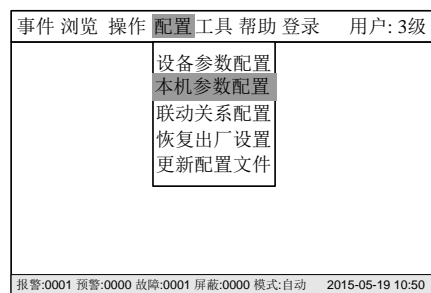 事件 浏览 操作 配置 工具 帮助 登录 用户: 3级
设备参数配置
本机参数配置
联动关系配置
恢复出厂设置
更新配置文件
报警:0001 预警:0000 故障:0001 屏蔽:0000 模式:自动 2015-05-19 10:50